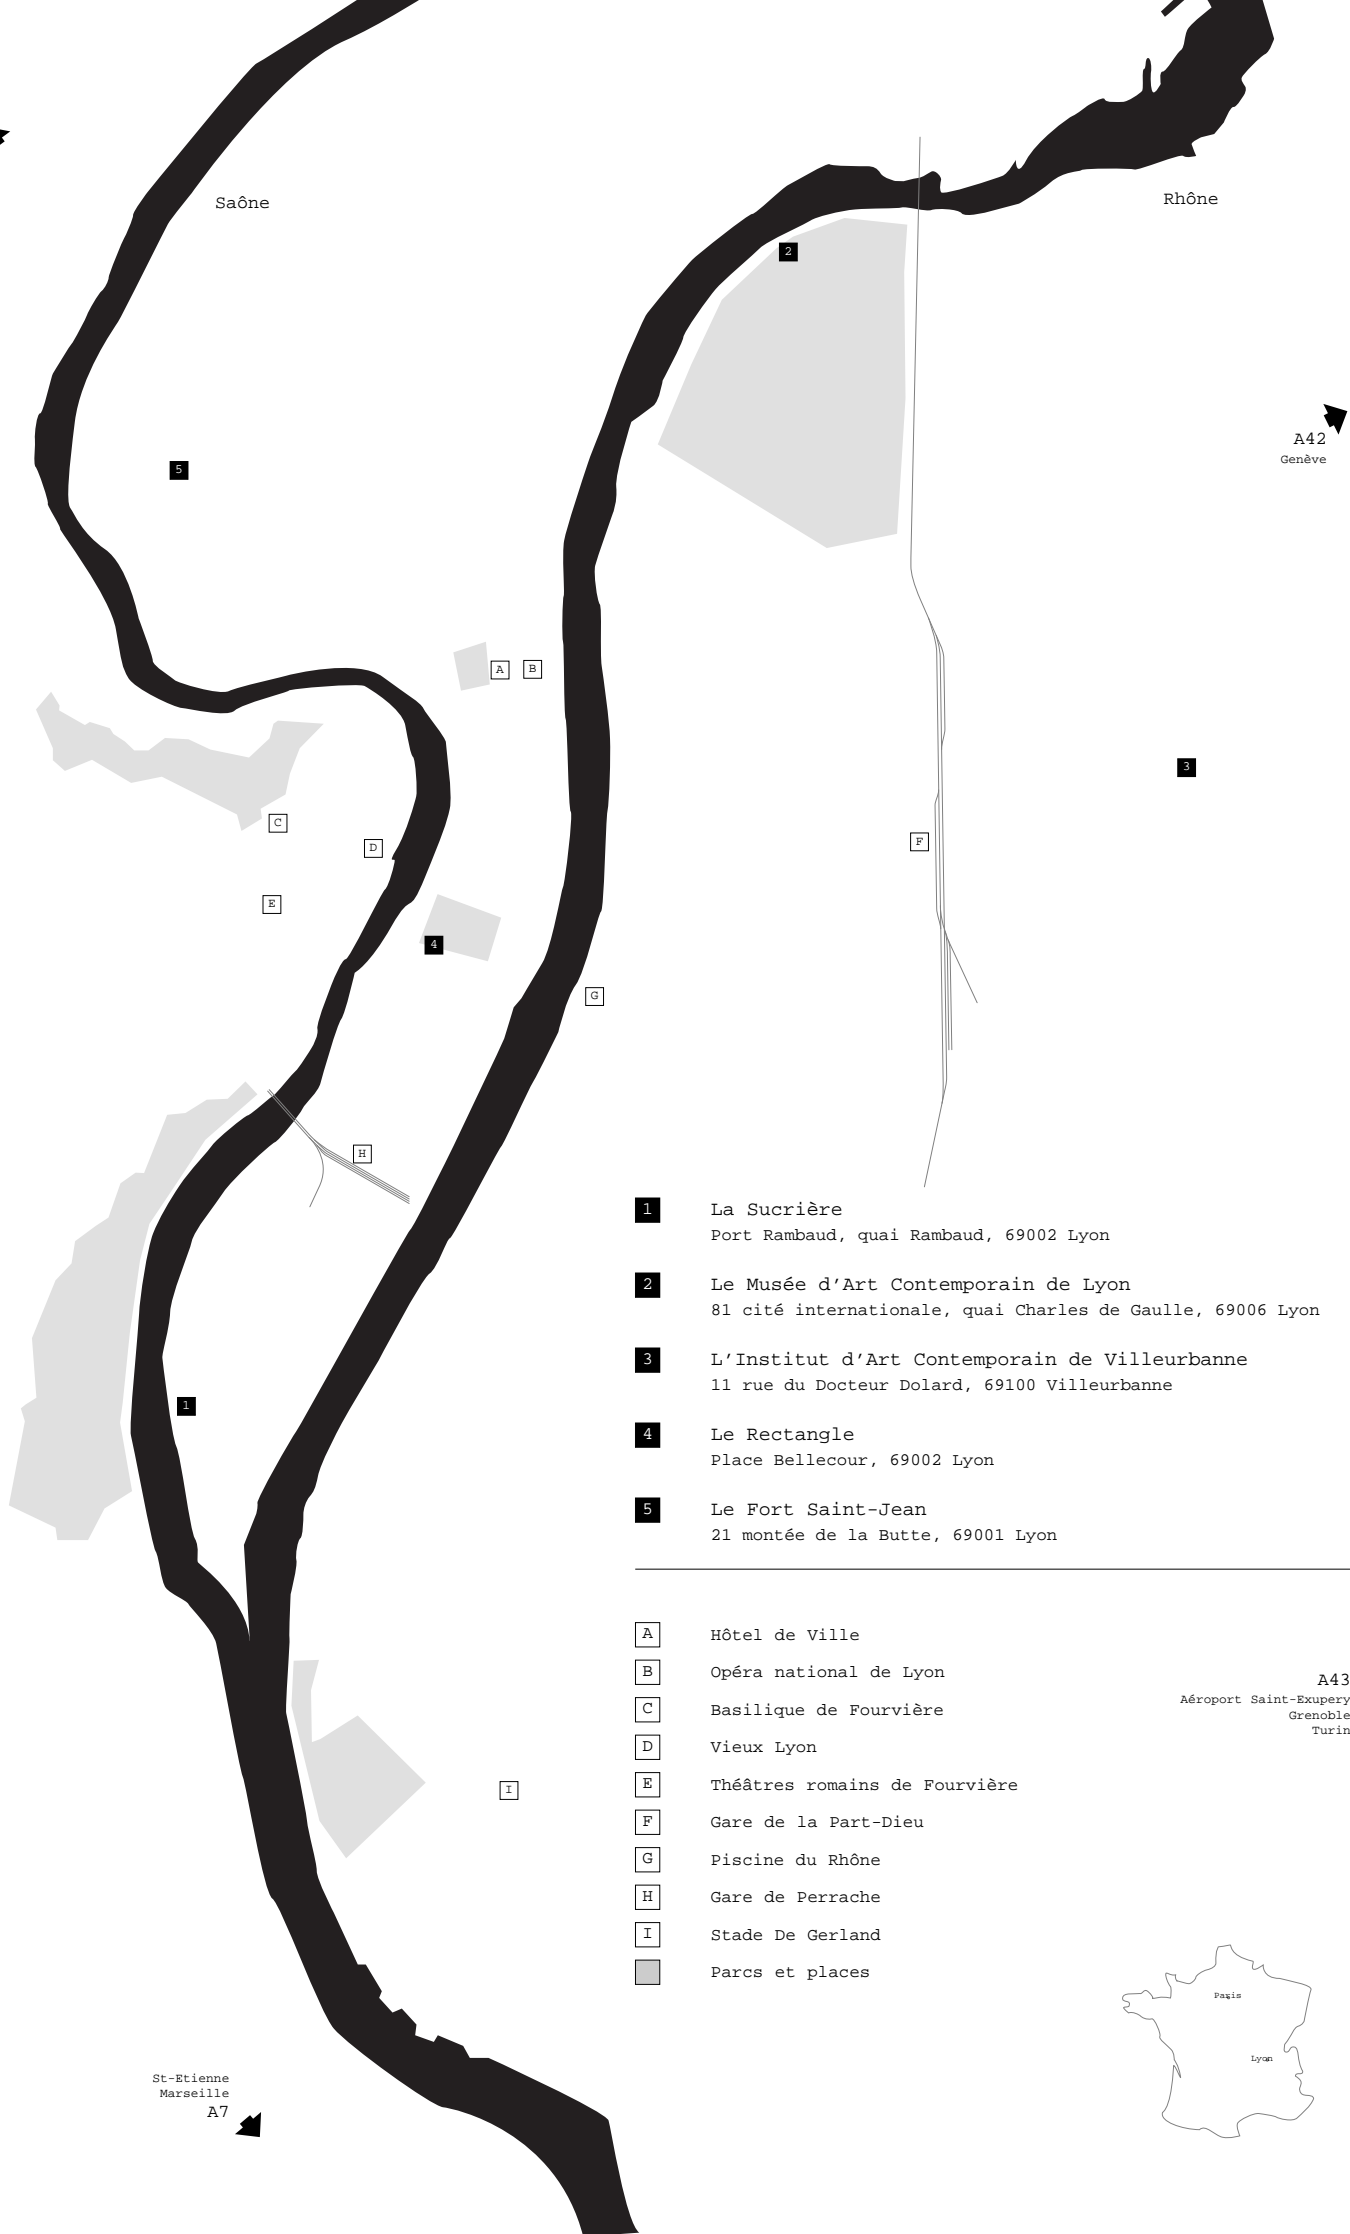 Saône
Rhône
2
A42
Genève
5
A
B
3
C
D
F
E
4
G
H
1
1
La Sucrière
Port Rambaud, quai Rambaud, 69002 Lyon
2
Le Musée d’Art Contemporain de Lyon
81 cité internationale, quai Charles de Gaulle, 69006 Lyon
3
L’Institut d’Art Contemporain de Villeurbanne
11 rue du Docteur Dolard, 69100 Villeurbanne
4
Le Rectangle
Place Bellecour, 69002 Lyon
5
Le Fort Saint-Jean
21 montée de la Butte, 69001 Lyon
A
Hôtel de Ville
B
Opéra national de Lyon
C
Basilique de Fourvière
D
Vieux Lyon
E
Théâtres romains de Fourvière
F
Gare de la Part-Dieu
G
Piscine du Rhône
H
Gare de Perrache
I
Stade De Gerland
Parcs et places
A43
Aéroport Saint-Exupery
Grenoble
Turin
I
Paris
Lyon
St-Etienne
Marseille
A7